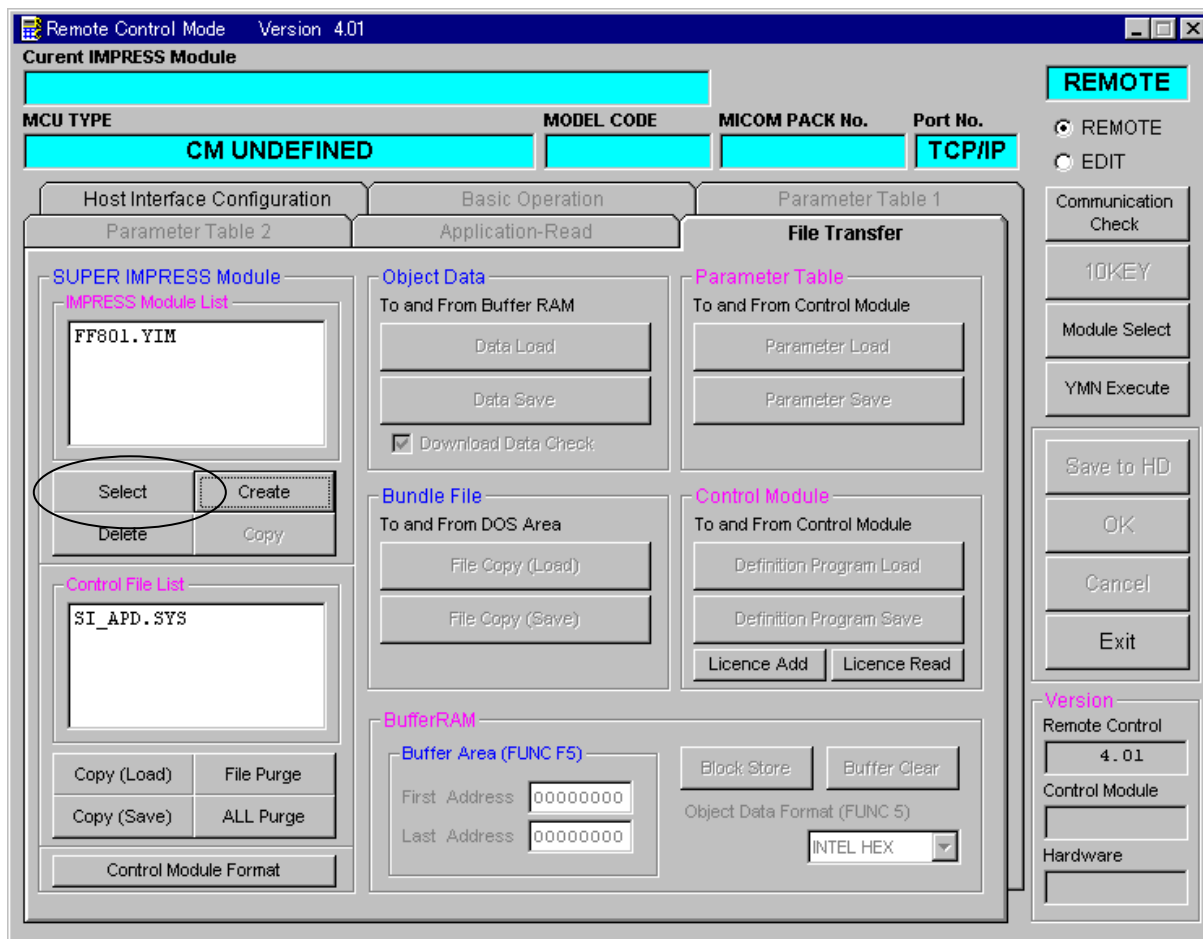 Remote Control Mode Version 4.01
Curent IMPRESS Module
MCU TYPE MODEL CODE MICOM PACK No. Port No.
CM UNDEFINED TCP/IP
REMOTE
REMOTE
EDIT
Host Interface Configuration Basic Operation Parameter Table 1
Parameter Table 2 Application-Read File Transfer
SUPER IMPRESS Module
IMPRESS Module List
FF801.YIM
Select Create
Delete Copy
Control File List
SI_APD.SYS
Copy (Load) File Purge
Copy (Save) ALL Purge
Control Module Format
Object Data
To and From Buffer RAM
Data Load
Data Save
Download Data Check
Parameter Table
To and From Control Module
Parameter Load
Parameter Save
Bundle File
To and From DOS Area
File Copy (Load)
File Copy (Save)
Control Module
To and From Control Module
Definition Program Load
Definition Program Save
Licence Add Licence Read
BufferRAM
Buffer Area (FUNC F5)
First Address 00000000
Last Address 00000000
Block Store Buffer Clear
Object Data Format (FUNC 5)
INTEL HEX
Communication
Check
10KEY
Module Select
YMN Execute
Save to HD
OK
Cancel
Exit
Version
Remote Control
4.01
Control Module
Hardware